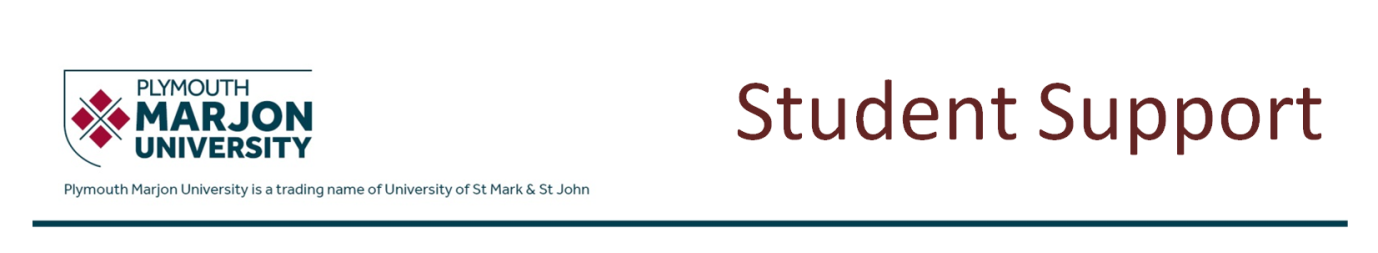 PLYMOUTH
MARJON
UNIVERSITY
Student Support
Plymouth Marjon University is a trading name of University of St Mark & St John